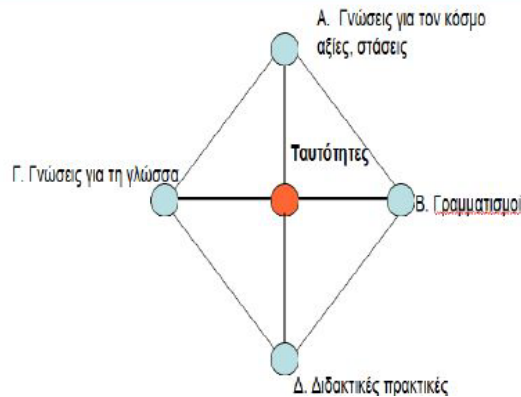 Α. Γνώσεις για τον κόσμο
αξίες, στάσεις
Ταυτότητες
Γ. Γνώσεις για τη γλώσσα
Β. Γραμματισμοί
Δ. Διδακτικές πρακτικές